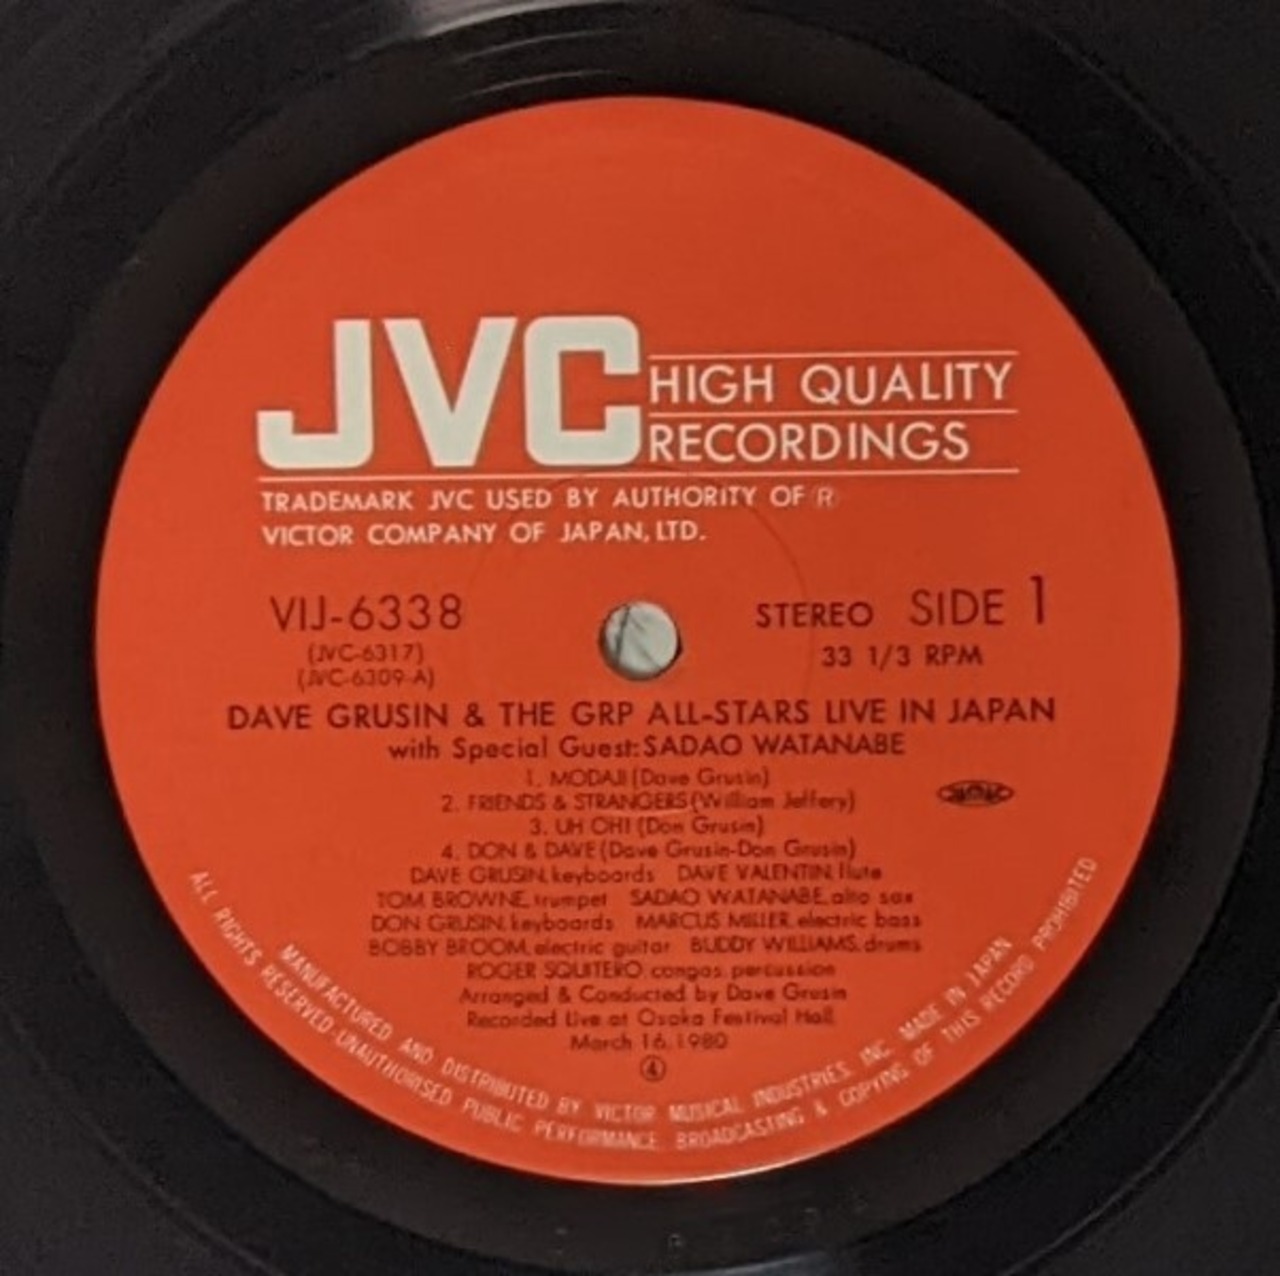 JVC HIGH QUALITY
RECORDINGS
TRADEMARK JVC USED BY AUTHORITY OF ®
VICTOR COMPANY OF JAPAN, LTD.
VIJ-6338
(JVC-6317)
(JVC-6309-A)
STEREO SIDE 1
33 1/3 RPM
DAVE GRUSIN & THE GRP ALL-STARS LIVE IN JAPAN
with Special Guest: SADAO WATANABE
1. MODAJI (Dave Grusin)
2. FRIENDS & STRANGERS (William Jeffery)
3. UH OH! (Don Grusin)
4. DON & DAVE (Dave Grusin-Don Grusin)
DAVE GRUSIN, keyboards DAVE VALENTIN, flute
TOM BROWNE, trumpet SADAO WATANABE, alto sax
DON GRUSIN, keyboards MARCUS MILLER, electric bass
BOBBY BROOM, electric guitar BUDDY WILLIAMS, drums
ROGER SQUITERO, congas, percussion
Arranged & Conducted by Dave Grusin
Recorded Live at Osaka Festival Hall,
March 16, 1980
④
MANUFACTURED AND DISTRIBUTED BY VICTOR MUSICAL INDUSTRIES, INC. MADE IN JAPAN
ALL RIGHTS RESERVED-UNAUTHORISED PUBLIC PERFORMANCE, BROADCASTING & COPYING OF THIS RECORD PROHIBITED